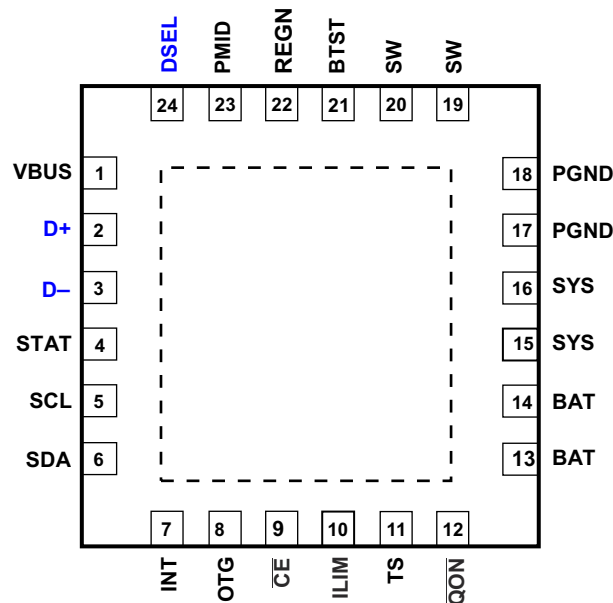 DSEL PMID REGN BTST SW SW
24 23 22 21 20 19
VBUS 1 18 PGND
D+ 2 17 PGND
D– 3 16 SYS
STAT 4 15 SYS
SCL 5 14 BAT
SDA 6 13 BAT
7 8 9 10 11 12
INT OTG C̅E̅ ILIM TS Q̅O̅N̅